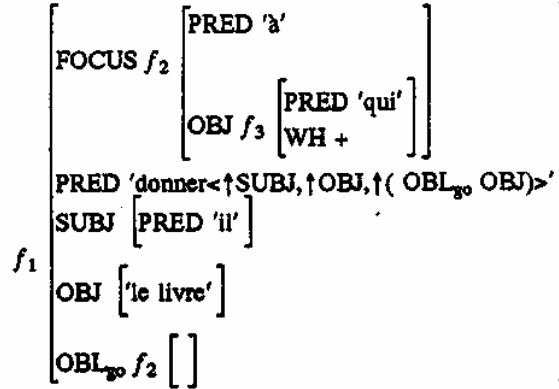 PRED 'à'
FOCUS f₂
OBJ f₃ [PRED 'qui'
WH +]
PRED 'donner<↑SUBJ,↑OBJ,↑( OBLgo OBJ)>'
SUBJ [PRED 'il']
f₁
OBJ ['le livre']
OBLgo f₂ [ ]